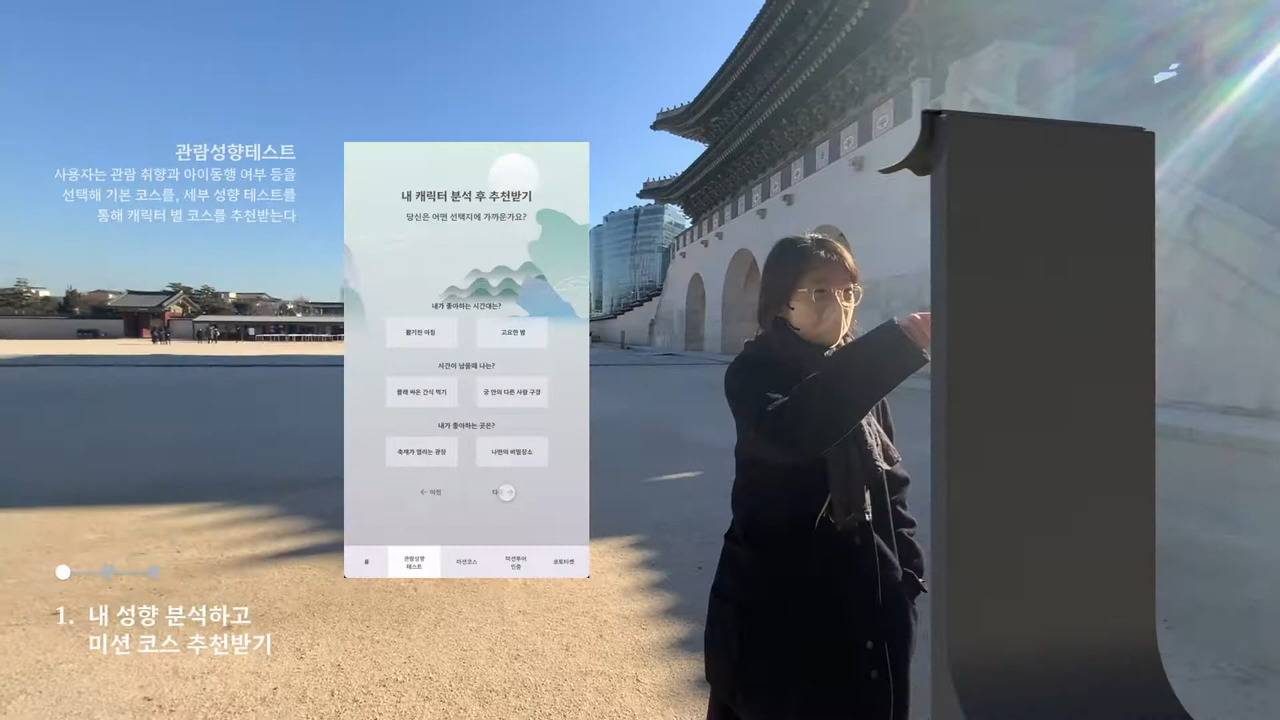 관람성향테스트
사용자는 관람 취향과 아이동행 여부 등을
선택해 기본 코스를, 세부 성향 테스트를
통해 캐릭터 별 코스를 추천받는다
내 캐릭터 분석 후 추천받기
당신은 어떤 선택지에 가까운가요?
내가 좋아하는 시간대는?
활기찬 아침
고요한 밤
시간이 남을때 나는?
몰래 싸온 간식 먹기
궁 안의 다른 사람 구경
내가 좋아하는 곳은?
축제가 열리는 광장
나만의 비밀장소
← 이전
홈
관람성향
테스트
미션코스
미션투어
인증
포토티켓
1. 내 성향 분석하고
미션 코스 추천받기